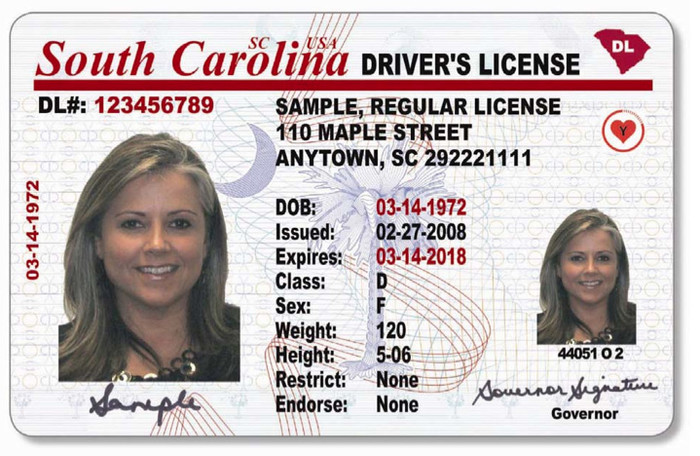 SC USA
South Carolina DRIVER'S LICENSE
DL
DL#: 123456789
SAMPLE, REGULAR LICENSE
110 MAPLE STREET
ANYTOWN, SC 292221111
Y
03-14-1972
DOB: 03-14-1972
Issued: 02-27-2008
Expires: 03-14-2018
Class: D
Sex: F
Weight: 120
Height: 5-06
Restrict: None
Endorse: None
44051 O 2
Sample
Governor Signature
Governor